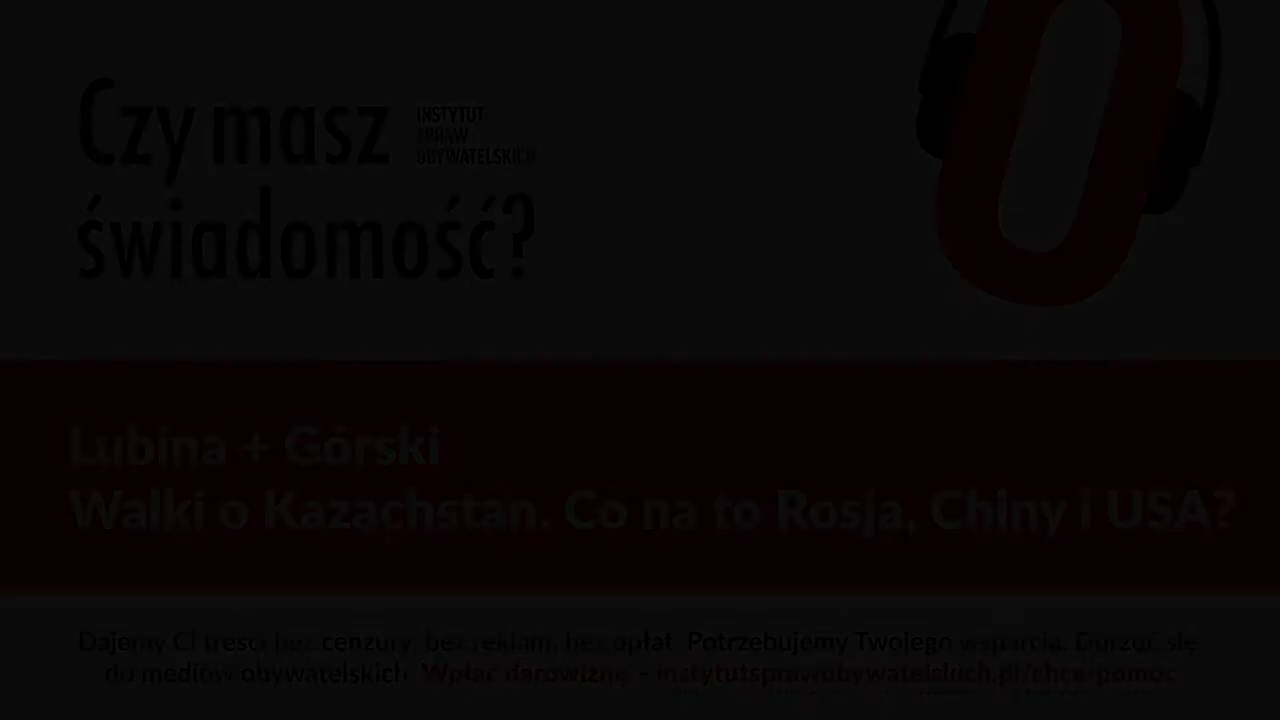 Czy masz
INSTYTUT
SPRAW
OBYWATELSKICH
świadomość?
Lubina + Górski
Walki o Kazachstan. Co na to Rosja, Chiny i USA?
Dajemy Ci treści bez cenzury, bez reklam, bez opłat. Potrzebujemy Twojego wsparcia. Dorzuć się
do mediów obywatelskich. Wpłać darowiznę – instytutsprawobywatelskich.pl/chce-pomoc